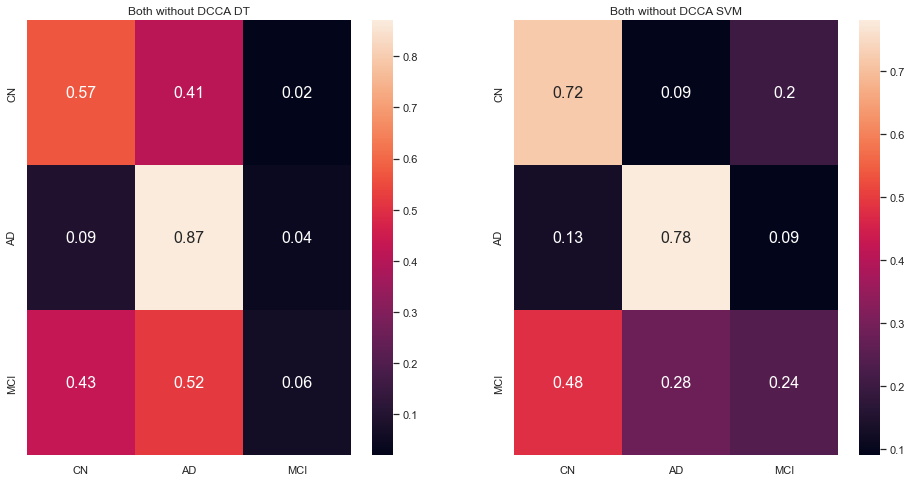 Both without DCCA DT
CN
0.57 0.41 0.02
AD
0.09 0.87 0.04
MCI
0.43 0.52 0.06
CN AD MCI
0.8
0.7
0.6
0.5
0.4
0.3
0.2
0.1
Both without DCCA SVM
CN
0.72 0.09 0.2
AD
0.13 0.78 0.09
MCI
0.48 0.28 0.24
CN AD MCI
0.7
0.6
0.5
0.4
0.3
0.2
0.1